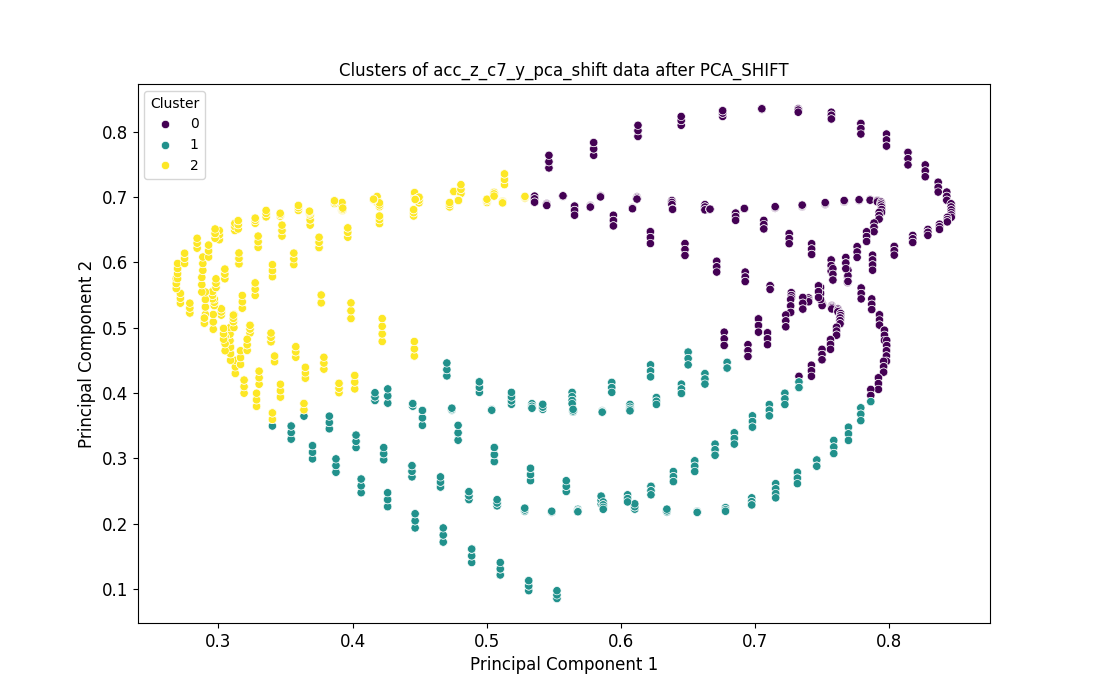 Clusters of acc_z_c7_y_pca_shift data after PCA_SHIFT
Cluster
0
1
2
0.8
0.7
0.6
0.5
0.4
0.3
0.2
0.1
Principal Component 2
0.3 0.4 0.5 0.6 0.7 0.8
Principal Component 1